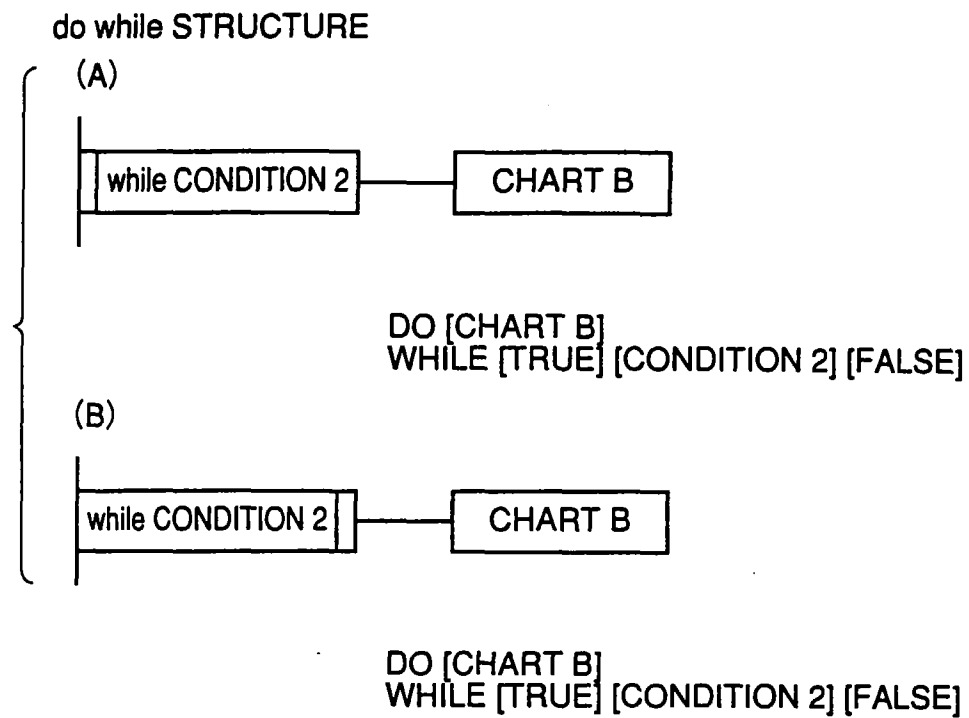 do while STRUCTURE
(A)
while CONDITION 2 CHART B
DO [CHART B]
WHILE [TRUE] [CONDITION 2] [FALSE]
(B)
while CONDITION 2 CHART B
DO [CHART B]
WHILE [TRUE] [CONDITION 2] [FALSE]